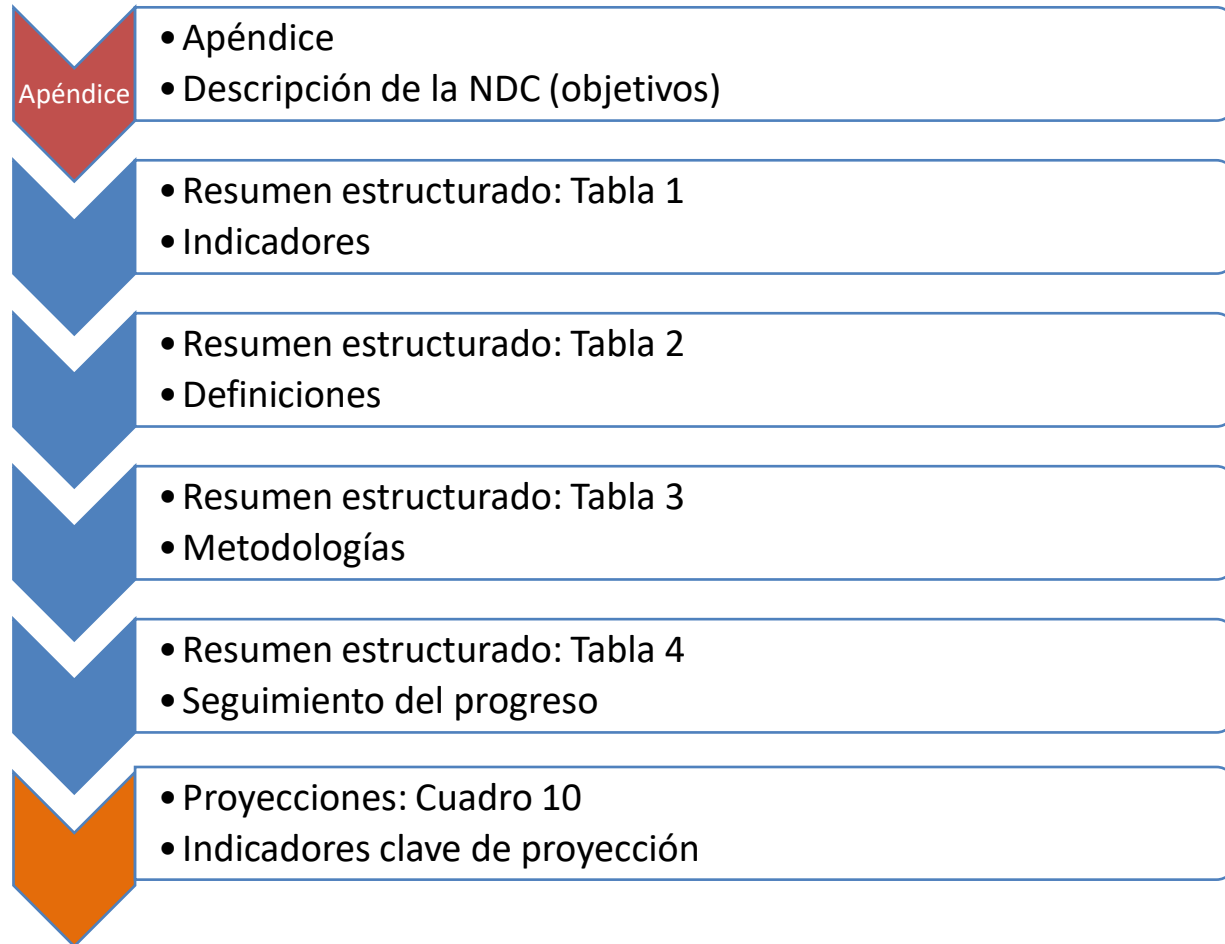 Apéndice
• Apéndice
• Descripción de la NDC (objetivos)
• Resumen estructurado: Tabla 1
• Indicadores
• Resumen estructurado: Tabla 2
• Definiciones
• Resumen estructurado: Tabla 3
• Metodologías
• Resumen estructurado: Tabla 4
• Seguimiento del progreso
• Proyecciones: Cuadro 10
• Indicadores clave de proyección